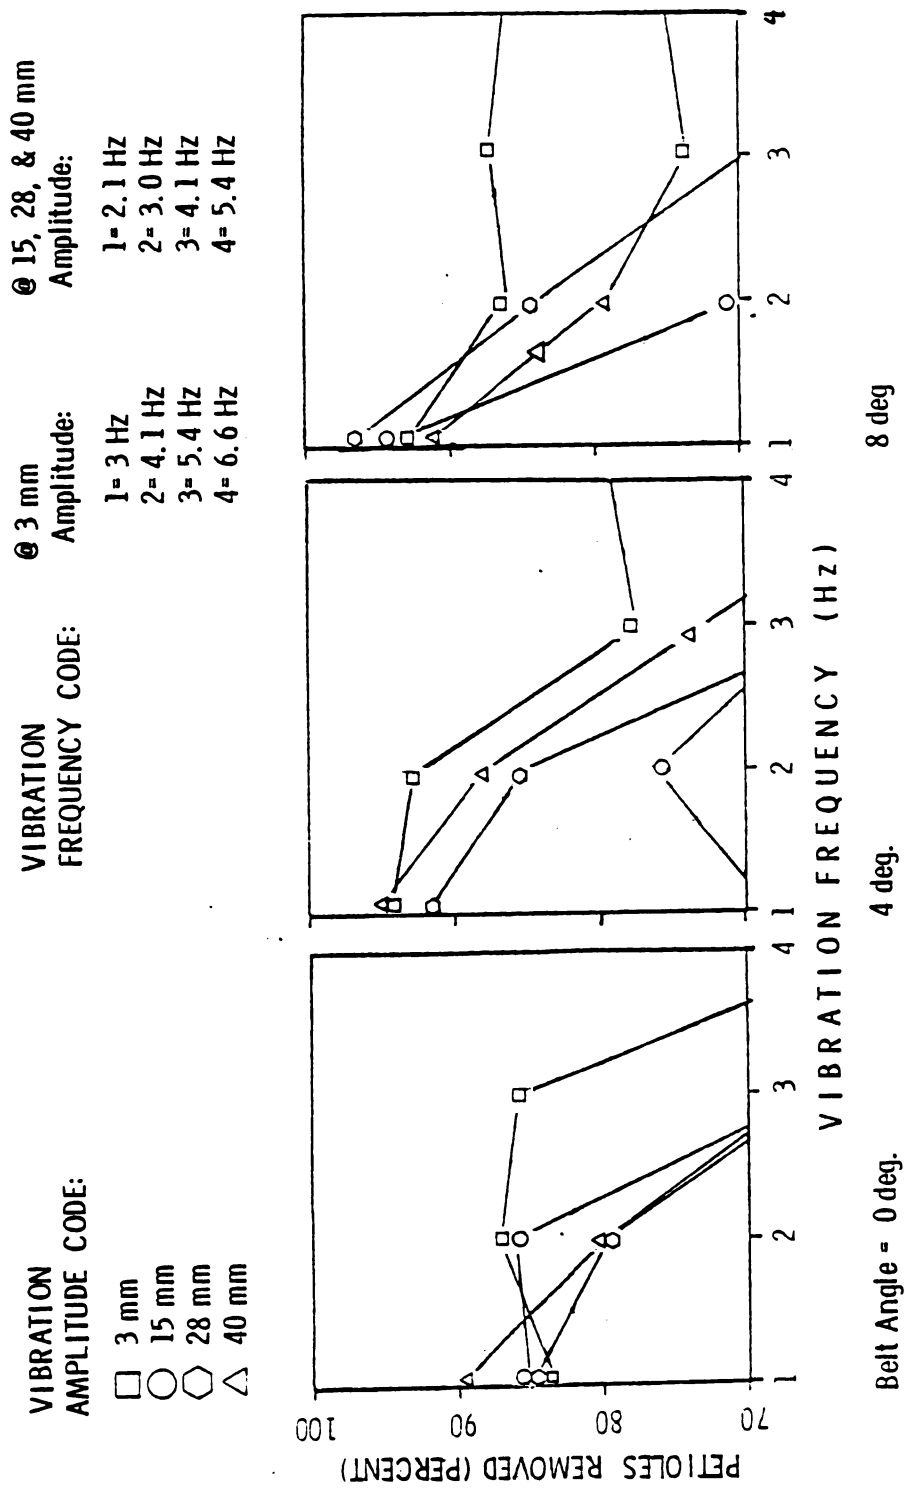 VIBRATION
AMPLITUDE CODE:
3 mm
15 mm
28 mm
40 mm
VIBRATION
FREQUENCY CODE:
@ 3 mm
Amplitude:
1= 3 Hz
2= 4.1 Hz
3= 5.4 Hz
4= 6.6 Hz
@ 15, 28, & 40 mm
Amplitude:
1= 2.1 Hz
2= 3.0 Hz
3= 4.1 Hz
4= 5.4 Hz
PETIOLES REMOVED (PERCENT)
100
90
80
70
1 2 3 4
1 2 3 4
1 2 3 4
VIBRATION FREQUENCY (Hz)
Belt Angle = 0 deg.
4 deg.
8 deg